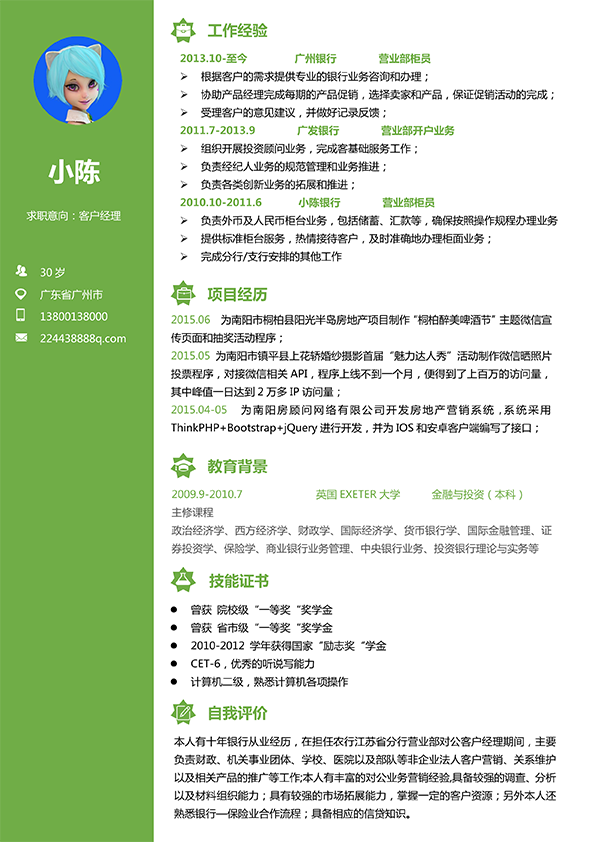 小陈
求职意向：客户经理
30 岁
广东省广州市
13800138000
224438888q.com
工作经验
2013.10-至今 广州银行 营业部柜员
➢ 根据客户的需求提供专业的银行业务咨询和办理；
➢ 协助产品经理完成每期的产品促销，选择卖家和产品，保证促销活动的完成；
➢ 受理客户的意见建议，并做好记录反馈；
2011.7-2013.9 广发银行 营业部开户业务
➢ 组织开展投资顾问业务，完成客基础服务工作；
➢ 负责经纪人业务的规范管理和业务推进；
➢ 负责各类创新业务的拓展和推进；
2010.10-2011.6 小陈银行 营业部柜员
➢ 负责外币及人民币柜台业务，包括储蓄、汇款等，确保按照操作规程办理业务
➢ 提供标准柜台服务，热情接待客户，及时准确地办理柜面业务；
➢ 完成分行/支行安排的其他工作
项目经历
2015.06 为南阳市桐柏县阳光半岛房地产项目制作“桐柏醉美啤酒节”主题微信宣
传页面和抽奖活动程序；
2015.05 为南阳市镇平县上花轿婚纱摄影首届“魅力达人秀”活动制作微信晒照片
投票程序，对接微信相关 API，程序上线不到一个月，便得到了上百万的访问量，
其中峰值一日达到 2 万多 IP 访问量；
2015.04-05 为南阳房顾问网络有限公司开发房地产营销系统,系统采用
ThinkPHP+Bootstrap+jQuery 进行开发，并为 IOS 和安卓客户端编写了接口；
教育背景
2009.9-2010.7 英国 EXETER 大学 金融与投资（本科）
主修课程
政治经济学、西方经济学、财政学、国际经济学、货币银行学、国际金融管理、证
券投资学、保险学、商业银行业务管理、中央银行业务、投资银行理论与实务等
技能证书
● 曾获 院校级“一等奖“奖学金
● 曾获 省市级“一等奖“奖学金
● 2010-2012 学年获得国家“励志奖“学金
● CET-6，优秀的听说写能力
● 计算机二级，熟悉计算机各项操作
自我评价
本人有十年银行从业经历，在担任农行江苏省分行营业部对公客户经理期间，主要
负责财政、机关事业团体、学校、医院以及部队等非企业法人客户营销、关系维护
以及相关产品的推广等工作;本人有丰富的对公业务营销经验,具备较强的调查、分析
以及材料组织能力；具有较强的市场拓展能力，掌握一定的客户资源；另外本人还
熟悉银行—保险业合作流程；具备相应的信贷知识。